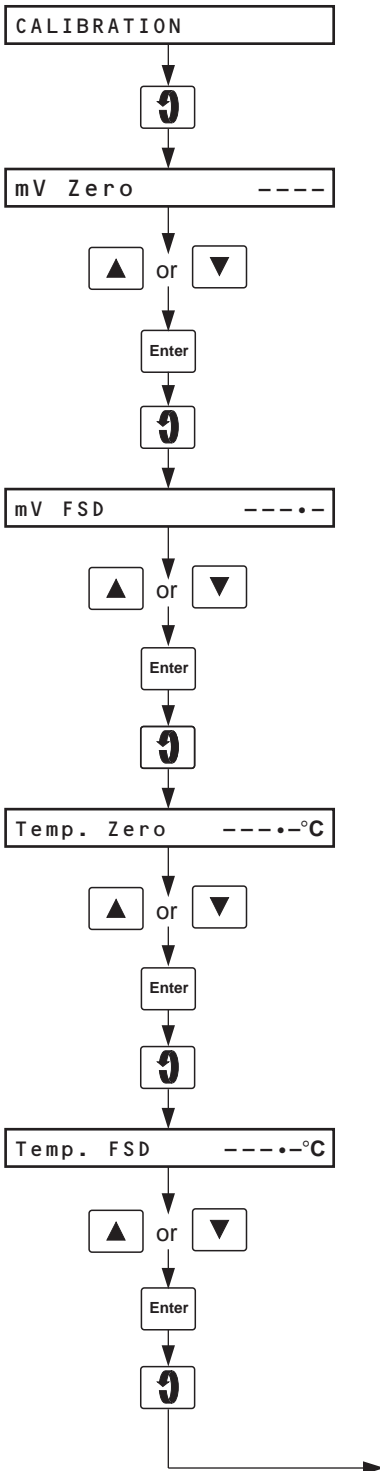 CALIBRATION
mV Zero ----
▲ or ▼
Enter
mV FSD ---•-
▲ or ▼
Enter
Temp. Zero ---•-°C
▲ or ▼
Enter
Temp. FSD ---•-°C
▲ or ▼
Enter